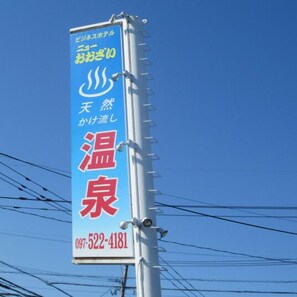 ビジネスホテル
ニュー
おおざい
天然
かけ流し
温泉
097-522-4181